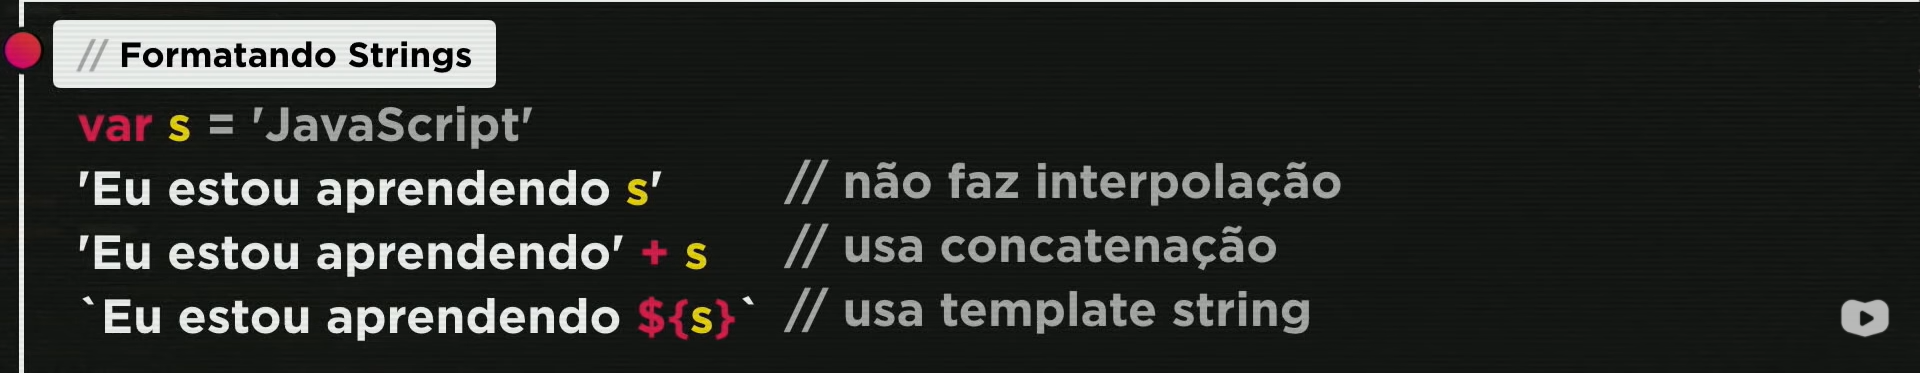 // Formatando Strings
var s = 'JavaScript'
'Eu estou aprendendo s' // não faz interpolação
'Eu estou aprendendo' + s // usa concatenação
`Eu estou aprendendo ${s}` // usa template string